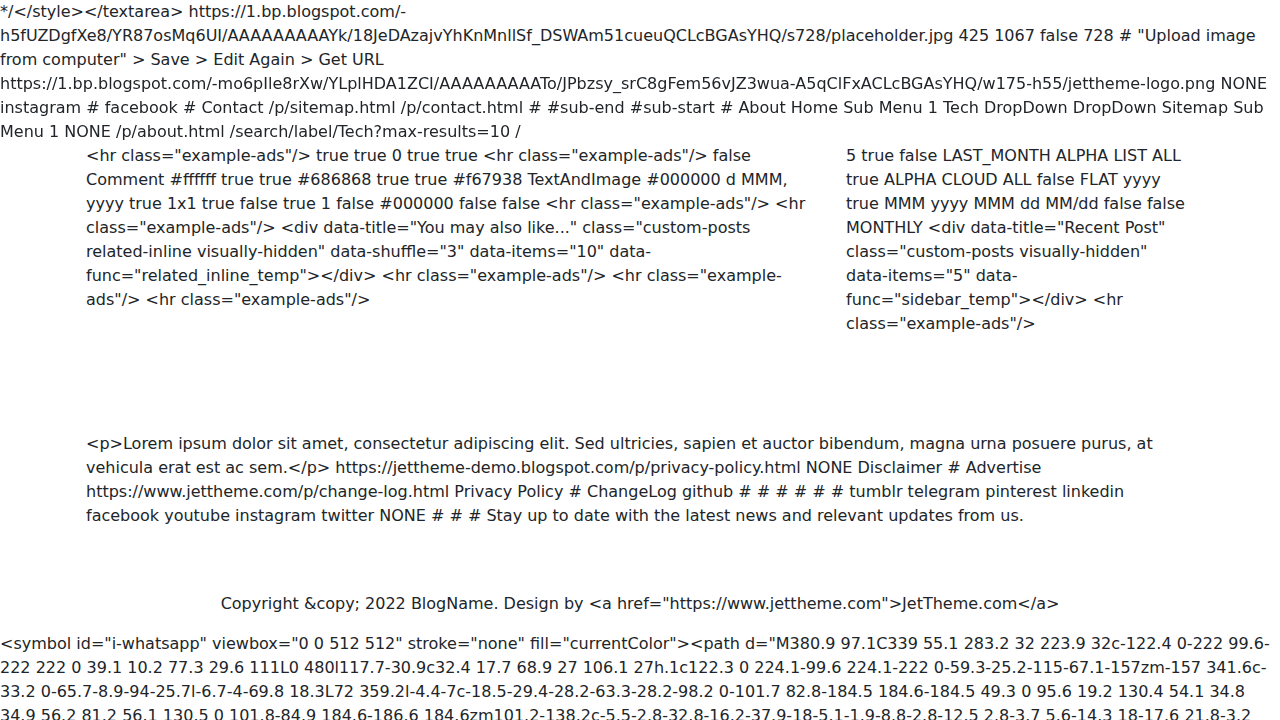 */</style></textarea> https://1.bp.blogspot.com/-
h5fUZDgfXe8/YR87osMq6UI/AAAAAAAAAYk/18JeDAzajvYhKnMnllSf_DSWAm51cueuQCLcBGAsYHQ/s728/placeholder.jpg 425 1067 false 728 # "Upload image
from computer" > Save > Edit Again > Get URL
https://1.bp.blogspot.com/-mo6plIe8rXw/YLplHDA1ZCI/AAAAAAAAATo/JPbzsy_srC8gFem56vJZ3wua-A5qClFxACLcBGAsYHQ/w175-h55/jettheme-logo.png NONE
instagram # facebook # Contact /p/sitemap.html /p/contact.html # #sub-end #sub-start # About Home Sub Menu 1 Tech DropDown DropDown Sitemap Sub
Menu 1 NONE /p/about.html /search/label/Tech?max-results=10 /
<hr class="example-ads"/> true true 0 true true <hr class="example-ads"/> false
Comment #ffffff true true #686868 true true #f67938 TextAndImage #000000 d MMM,
yyyy true 1x1 true false true 1 false #000000 false false <hr class="example-ads"/> <hr
class="example-ads"/> <div data-title="You may also like..." class="custom-posts
related-inline visually-hidden" data-shuffle="3" data-items="10" data-
func="related_inline_temp"></div> <hr class="example-ads"/> <hr class="example-
ads"/> <hr class="example-ads"/>
5 true false LAST_MONTH ALPHA LIST ALL
true ALPHA CLOUD ALL false FLAT yyyy
true MMM yyyy MMM dd MM/dd false false
MONTHLY <div data-title="Recent Post"
class="custom-posts visually-hidden"
data-items="5" data-
func="sidebar_temp"></div> <hr
class="example-ads"/>
<p>Lorem ipsum dolor sit amet, consectetur adipiscing elit. Sed ultricies, sapien et auctor bibendum, magna urna posuere purus, at
vehicula erat est ac sem.</p> https://jettheme-demo.blogspot.com/p/privacy-policy.html NONE Disclaimer # Advertise
https://www.jettheme.com/p/change-log.html Privacy Policy # ChangeLog github # # # # # # tumblr telegram pinterest linkedin
facebook youtube instagram twitter NONE # # # Stay up to date with the latest news and relevant updates from us.
Copyright &copy; 2022 BlogName. Design by <a href="https://www.jettheme.com">JetTheme.com</a>
<symbol id="i-whatsapp" viewbox="0 0 512 512" stroke="none" fill="currentColor"><path d="M380.9 97.1C339 55.1 283.2 32 223.9 32c-122.4 0-222 99.6-
222 222 0 39.1 10.2 77.3 29.6 111L0 480l117.7-30.9c32.4 17.7 68.9 27 106.1 27h.1c122.3 0 224.1-99.6 224.1-222 0-59.3-25.2-115-67.1-157zm-157 341.6c-
33.2 0-65.7-8.9-94-25.7l-6.7-4-69.8 18.3L72 359.2l-4.4-7c-18.5-29.4-28.2-63.3-28.2-98.2 0-101.7 82.8-184.5 184.6-184.5 49.3 0 95.6 19.2 130.4 54.1 34.8
34.9 56.2 81.2 56.1 130.5 0 101.8-84.9 184.6-186.6 184.6zm101.2-138.2c-5.5-2.8-32.8-16.2-37.9-18-5.1-1.9-8.8-2.8-12.5 2.8-3.7 5.6-14.3 18-17.6 21.8-3.2